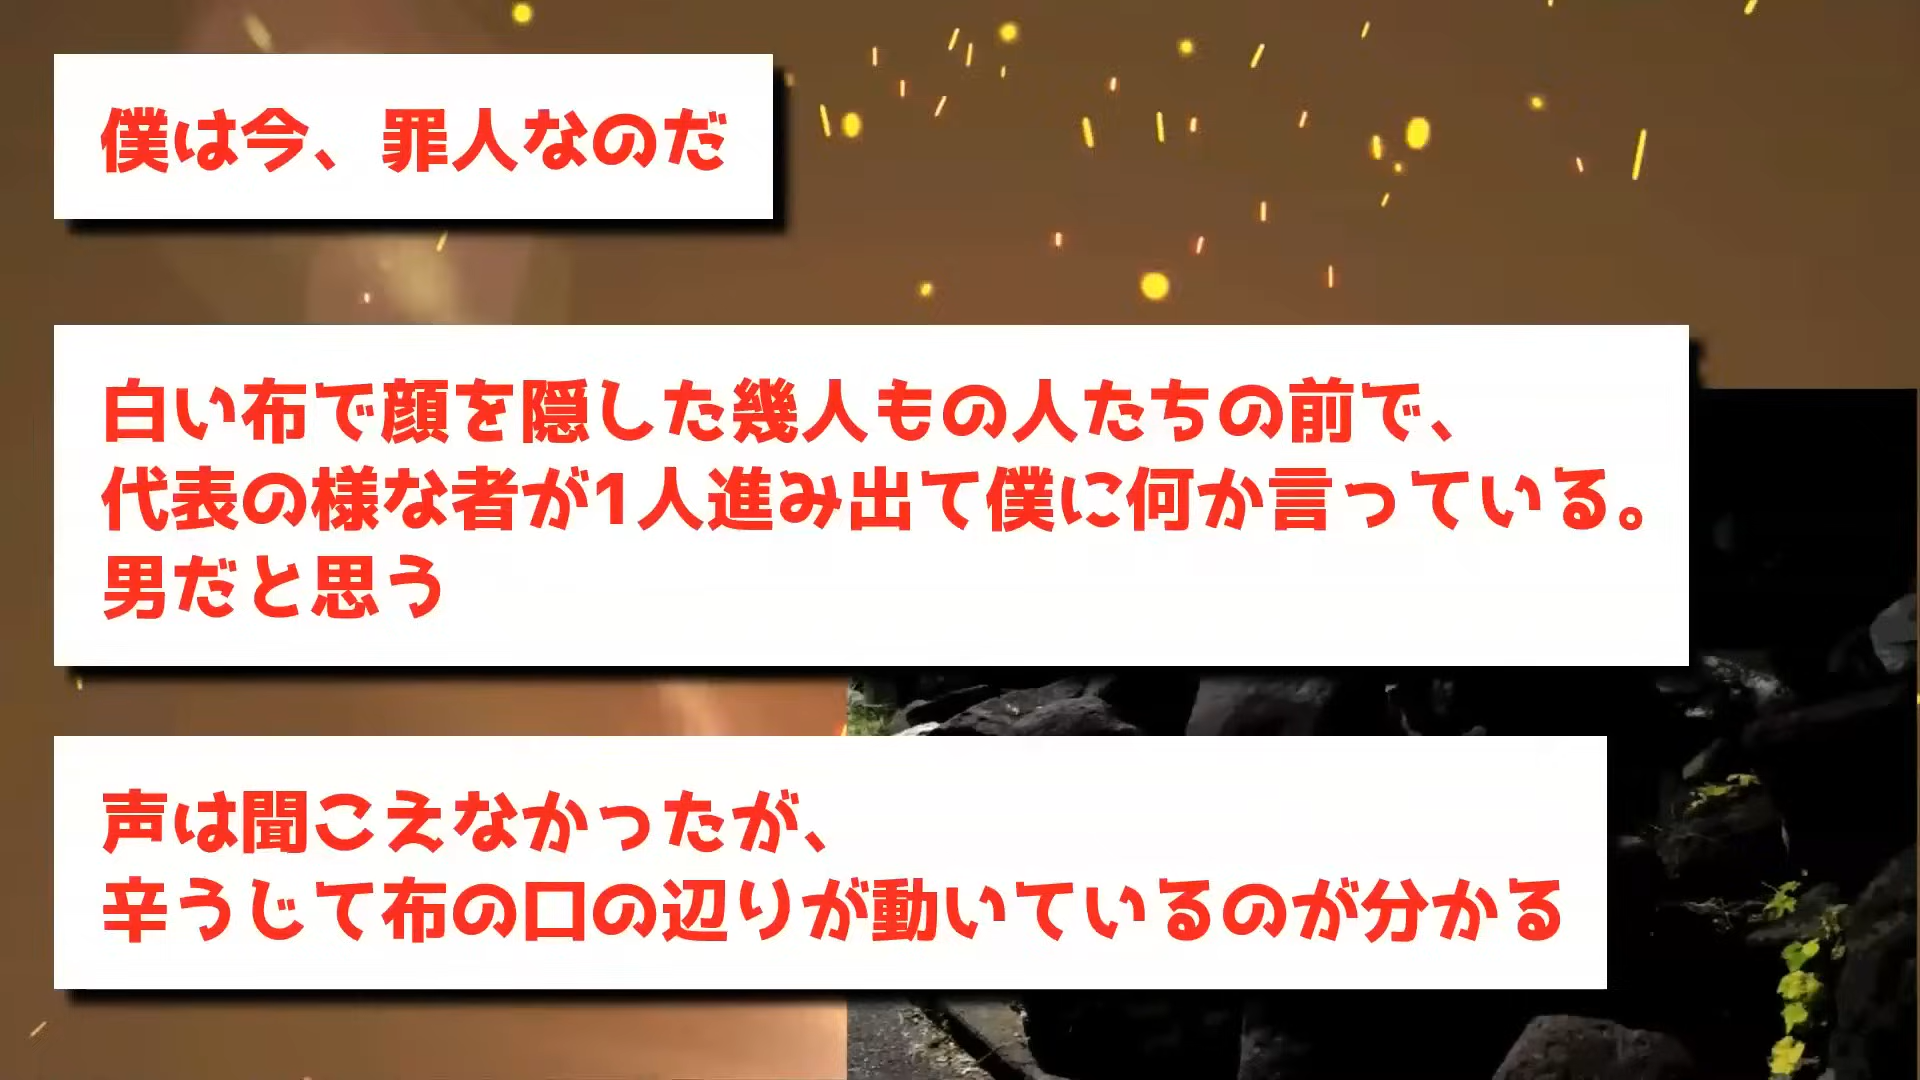 僕は今、罪人なのだ
白い布で顔を隠した幾人もの人たちの前で、
代表の様な者が1人進み出て僕に何か言っている。
男だと思う
声は聞こえなかったが、
辛うじて布の口の辺りが動いているのが分かる